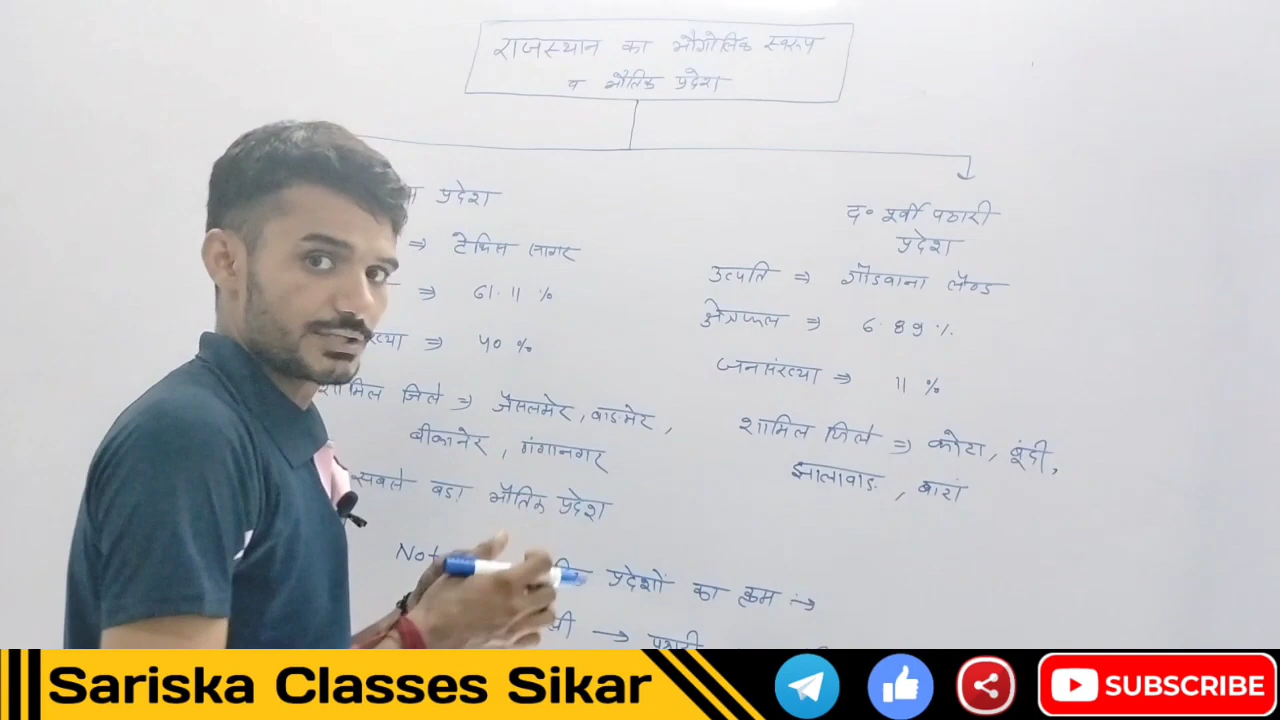 राजस्थान का भौगोलिक स्वरूप
व भौतिक प्रदेश
प्रदेश
⇒ टेथिस सागर
⇒ 61.11 %
ख्या ⇒ 40 %
शामिल जिले ⇒ जैसलमेर, बाडमेर,
बीकानेर, गंगानगर
सबसे बडा भौतिक प्रदेश
द० पूर्वी पठारी
प्रदेश
उत्पति ⇒ गोंडवाना लैण्ड
क्षेत्रफल ⇒ 6.89 %
जनसंख्या ⇒ 11 %
शामिल जिले ⇒ कोटा, बूंदी,
झालावाड, बारां
Not प्रदेशों का क्रम :→
→
Sariska Classes Sikar
SUBSCRIBE